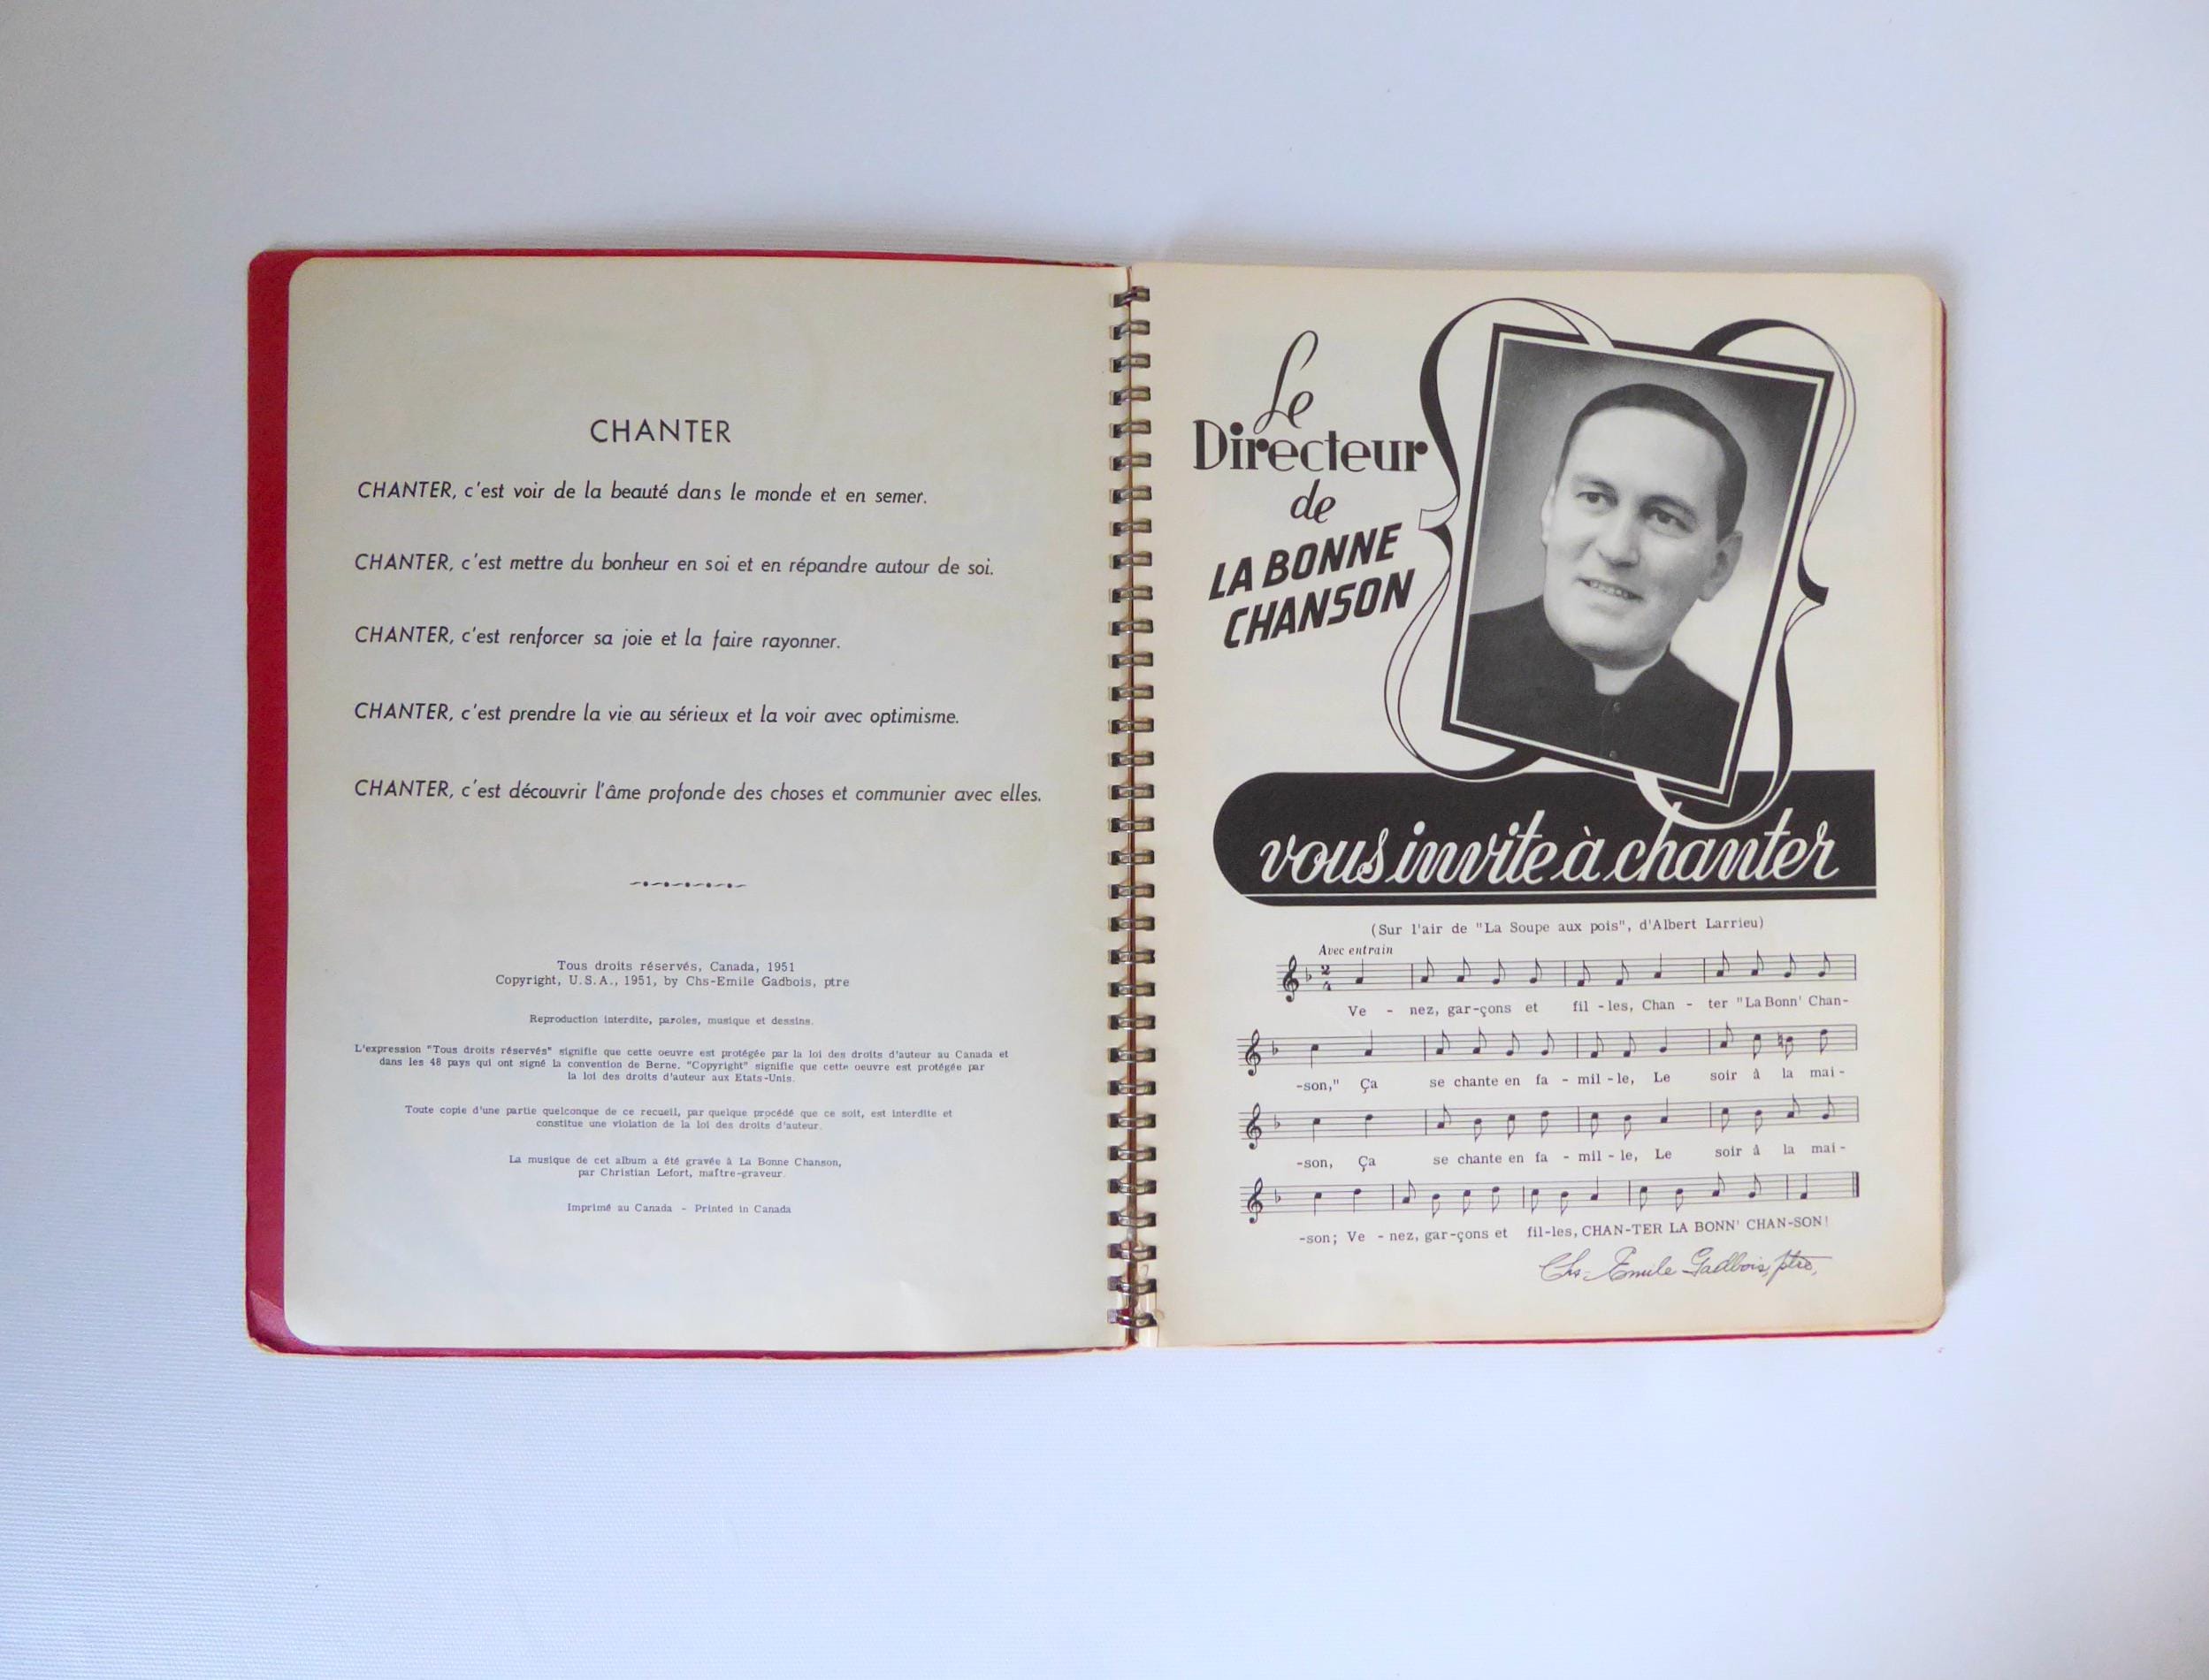 CHANTER
CHANTER, c'est voir de la beauté dans le monde et en semer.
CHANTER, c'est mettre du bonheur en soi et en répandre autour de soi.
CHANTER, c'est renforcer sa joie et la faire rayonner.
CHANTER, c'est prendre la vie au sérieux et la voir avec optimisme.
CHANTER, c'est découvrir l'âme profonde des choses et communier avec elles.
Tous droits réservés, Canada, 1951
Copyright, U.S.A., 1951, by Chs-Emile Gadbois, ptre
Reproduction interdite, paroles, musique et dessins.
L'expression "Tous droits réservés" signifie que cette oeuvre est protégée par la loi des droits d'auteur au Canada et
dans les 48 pays qui ont signé la convention de Berne. "Copyright" signifie que cette oeuvre est protégée par
la loi des droits d'auteur aux Etats-Unis.
Toute copie d'une partie quelconque de ce recueil, par quelque procédé que ce soit, est interdite et
constitue une violation de la loi des droits d'auteur.
La musique de cet album a été gravée à La Bonne Chanson,
par Christian Lefort, maître-graveur.
Imprimé au Canada - Printed in Canada
Le
Directeur
de
LA BONNE
CHANSON
vous invite à chanter
(Sur l'air de "La Soupe aux pois", d'Albert Larrieu)
Avec entrain
2
4
Ve - nez, gar-çons et fil - les, Chan - ter "La Bonn' Chan-
-son," Ça se chante en fa - mil - le, Le soir à la mai-
-son, Ça se chante en fa - mil - le, Le soir à la mai-
-son; Ve - nez, gar-çons et fil-les, CHAN-TER LA BONN' CHAN-SON!
Chs-Emile Gadbois, ptre,